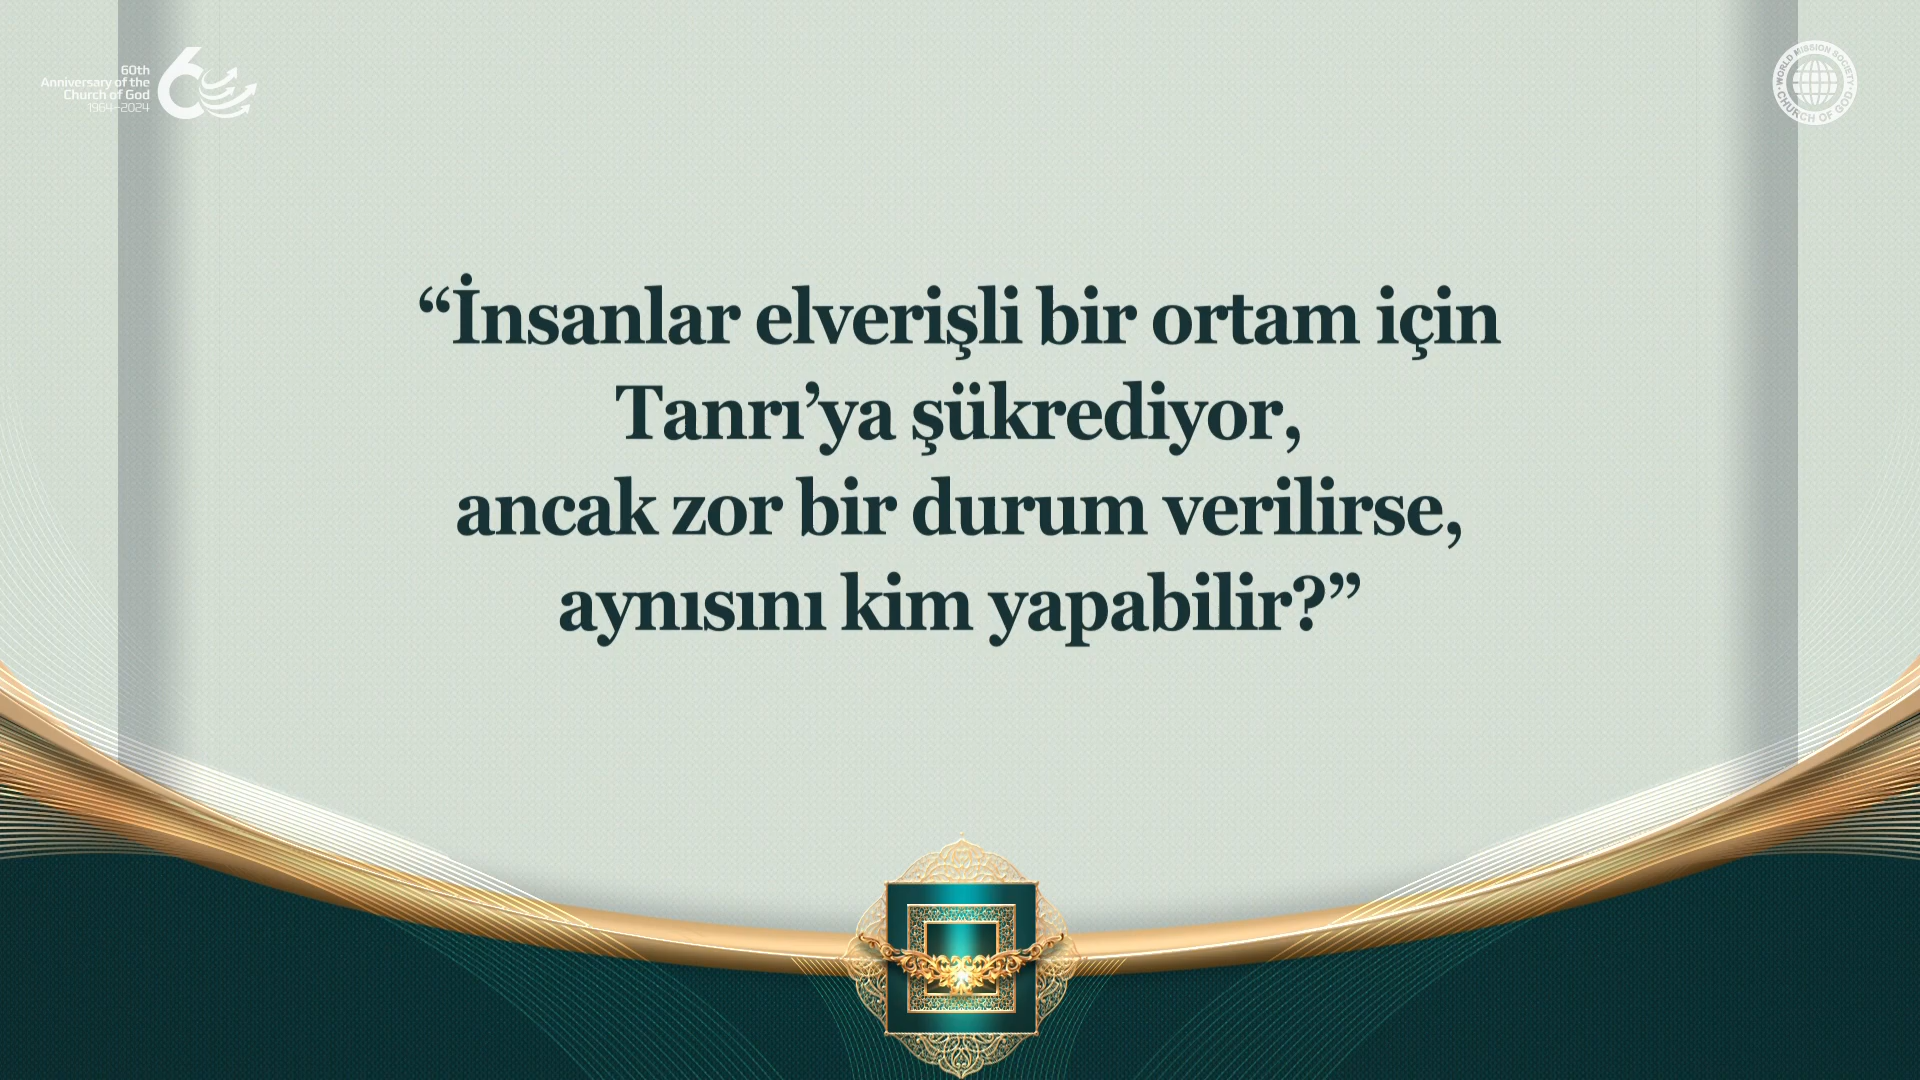 60th
Anniversary of the
Church of God
1964–2024
WORLD MISSION SOCIETY
CHURCH OF GOD
“İnsanlar elverişli bir ortam için
Tanrı’ya şükrediyor,
ancak zor bir durum verilirse,
aynısını kim yapabilir?”